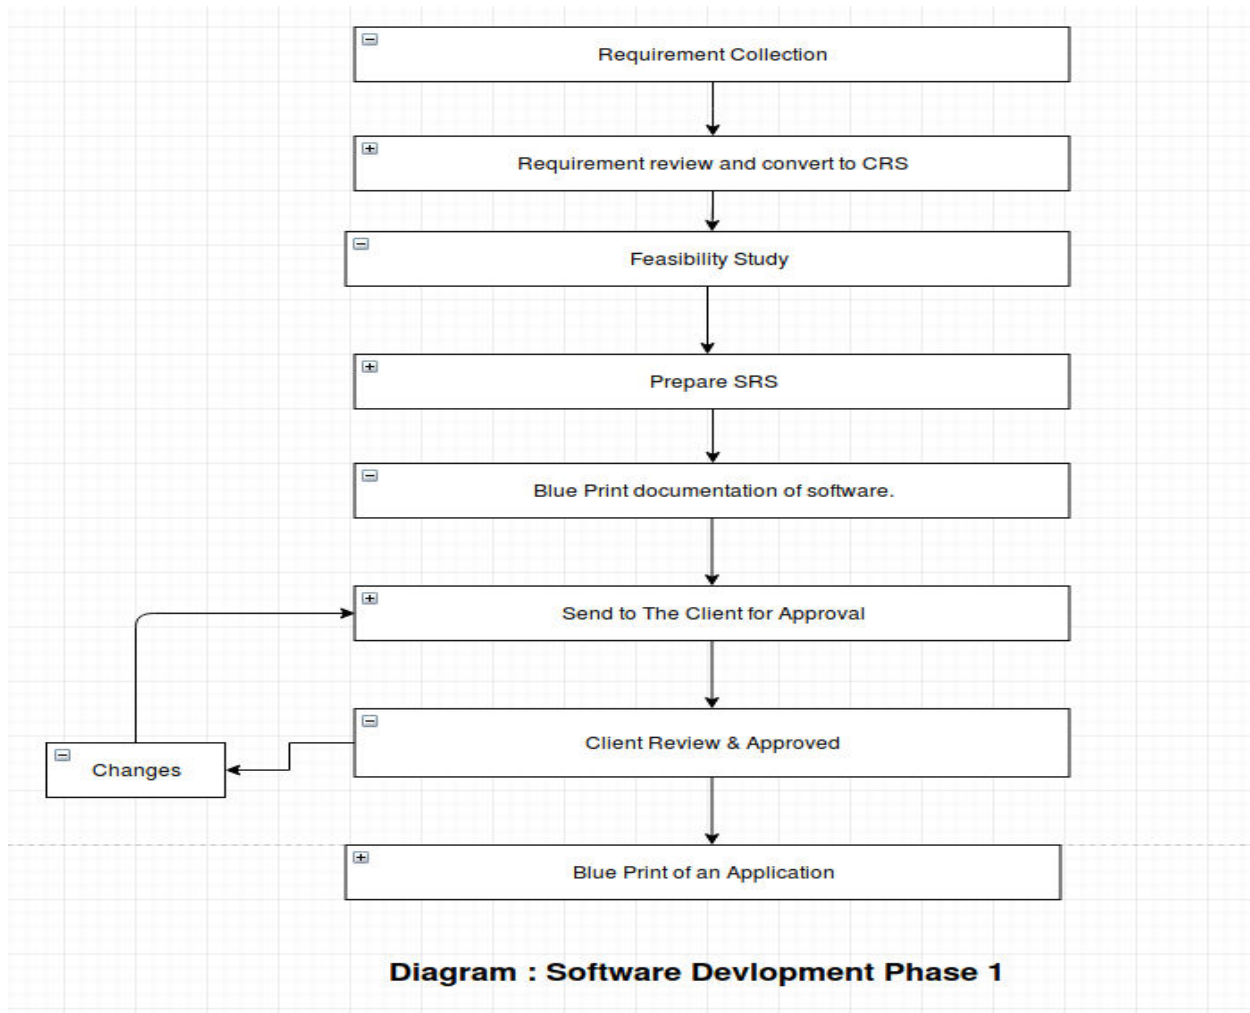 Requirement Collection
Requirement review and convert to CRS
Feasibility Study
Prepare SRS
Blue Print documentation of software.
Send to The Client for Approval
Client Review & Approved
Changes
Blue Print of an Application
Diagram : Software Devlopment Phase 1